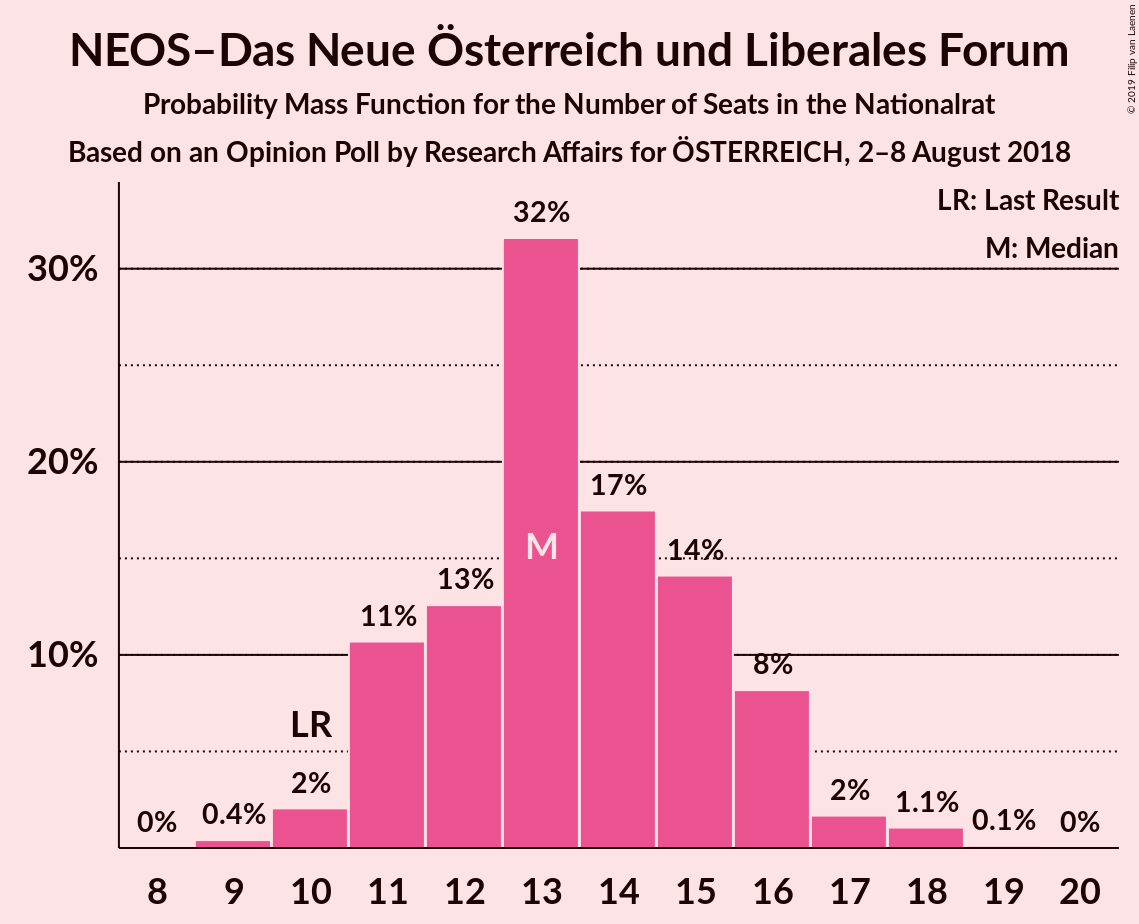 NEOS–Das Neue Österreich und Liberales Forum
Probability Mass Function for the Number of Seats in the Nationalrat
Based on an Opinion Poll by Research Affairs for ÖSTERREICH, 2–8 August 2018
© 2019 Filip van Laenen
LR: Last Result
M: Median
32%
30%
20%
17%
M
14%
13%
11%
10%
8%
LR
2%
2%
1.1%
0.4%
0.1%
0%
0%
8 9 10 11 12 13 14 15 16 17 18 19 20